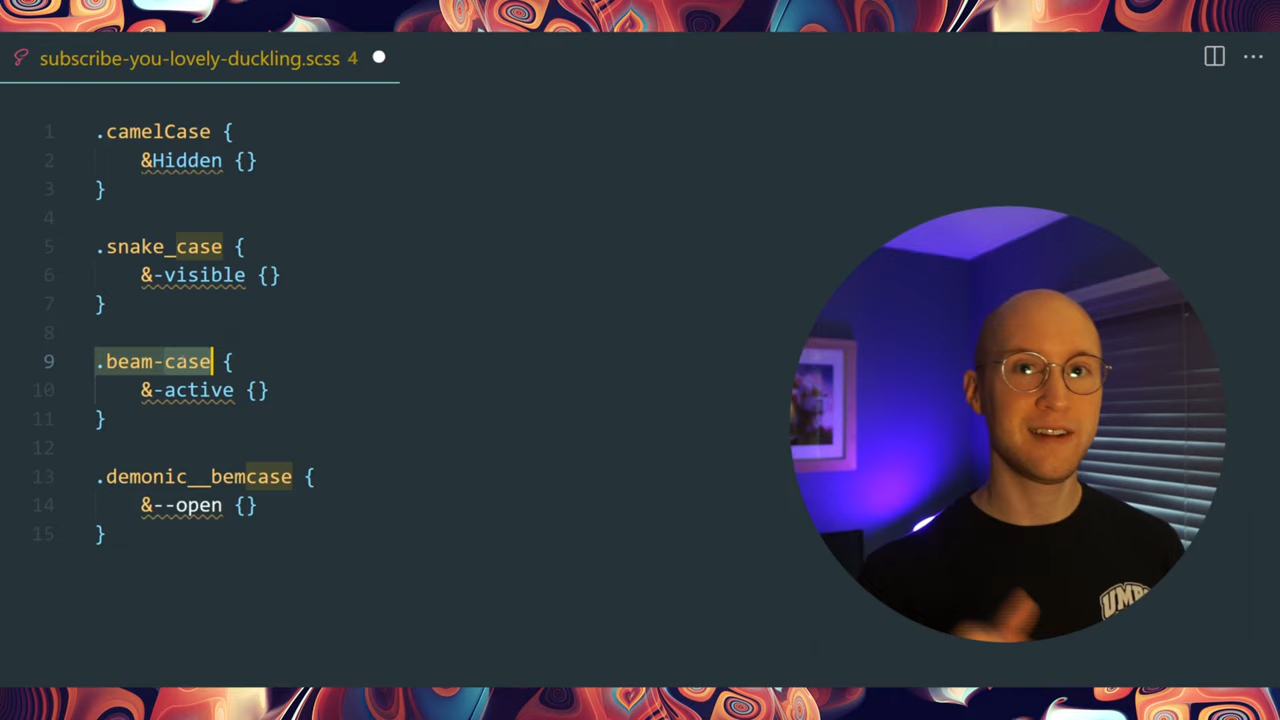 subscribe-you-lovely-duckling.scss 4
1 .camelCase {
2 &Hidden {}
3 }
4
5 .snake_case {
6 &-visible {}
7 }
8
9 .beam-case {
10 &-active {}
11 }
12
13 .demonic__bemcase {
14 &--open {}
15 }